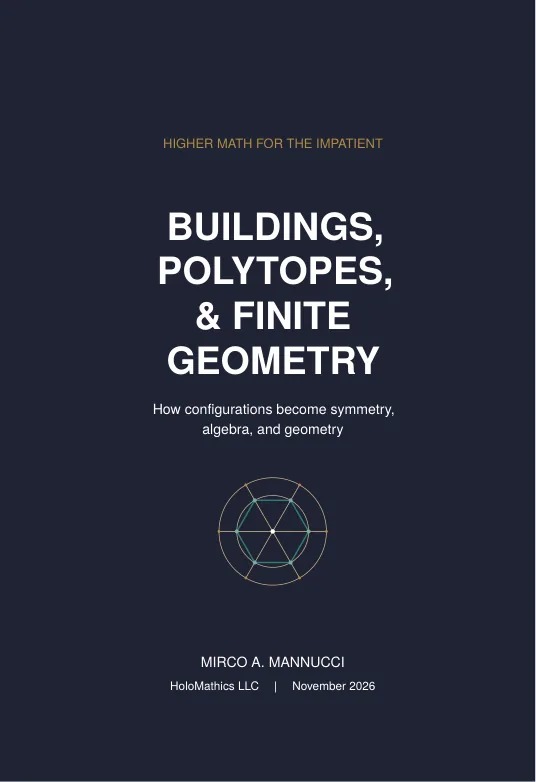 HIGHER MATH FOR THE IMPATIENT
BUILDINGS,
POLYTOPES,
& FINITE
GEOMETRY
How configurations become symmetry,
algebra, and geometry
MIRCO A. MANNUCCI
HoloMathics LLC | November 2026